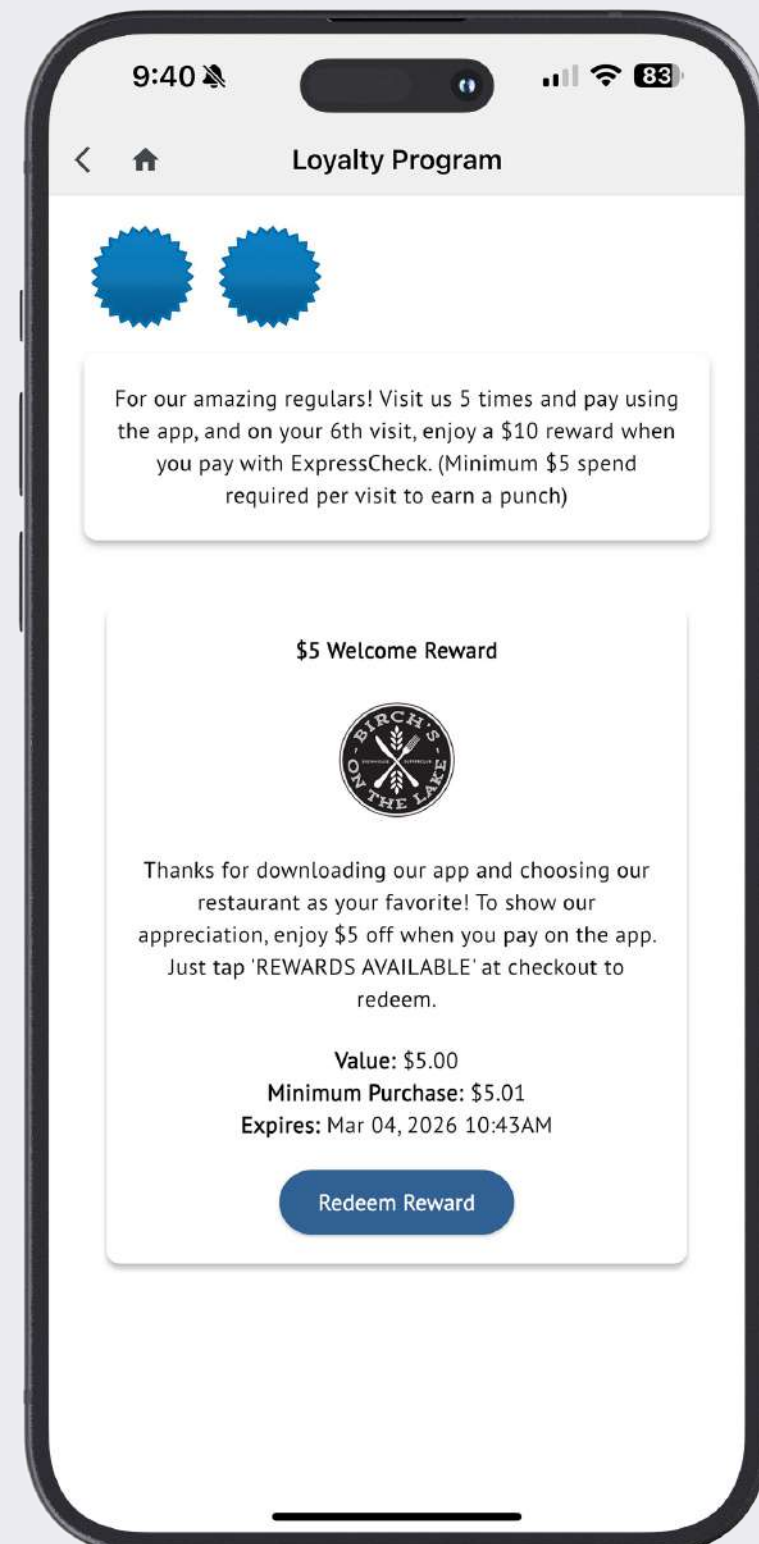 9:40
83
Loyalty Program
For our amazing regulars! Visit us 5 times and pay using
the app, and on your 6th visit, enjoy a $10 reward when
you pay with ExpressCheck. (Minimum $5 spend
required per visit to earn a punch)
$5 Welcome Reward
BIRCH'S
ON THE LAKE
Thanks for downloading our app and choosing our
restaurant as your favorite! To show our
appreciation, enjoy $5 off when you pay on the app.
Just tap 'REWARDS AVAILABLE' at checkout to
redeem.
Value: $5.00
Minimum Purchase: $5.01
Expires: Mar 04, 2026 10:43AM
Redeem Reward